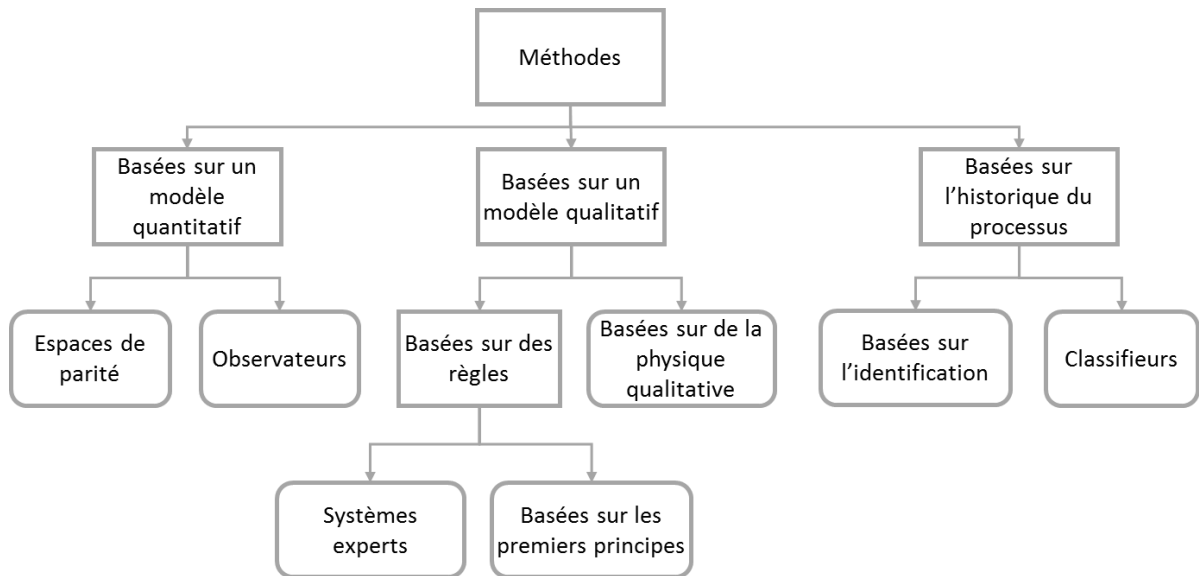 Méthodes
Basées sur un
modèle
quantitatif
Basées sur un
modèle qualitatif
Basées sur
l'historique du
processus
Espaces de
parité
Observateurs
Basées sur des
règles
Basées sur de la
physique
qualitative
Basées sur
l'identification
Classifieurs
Systèmes
experts
Basées sur les
premiers principes